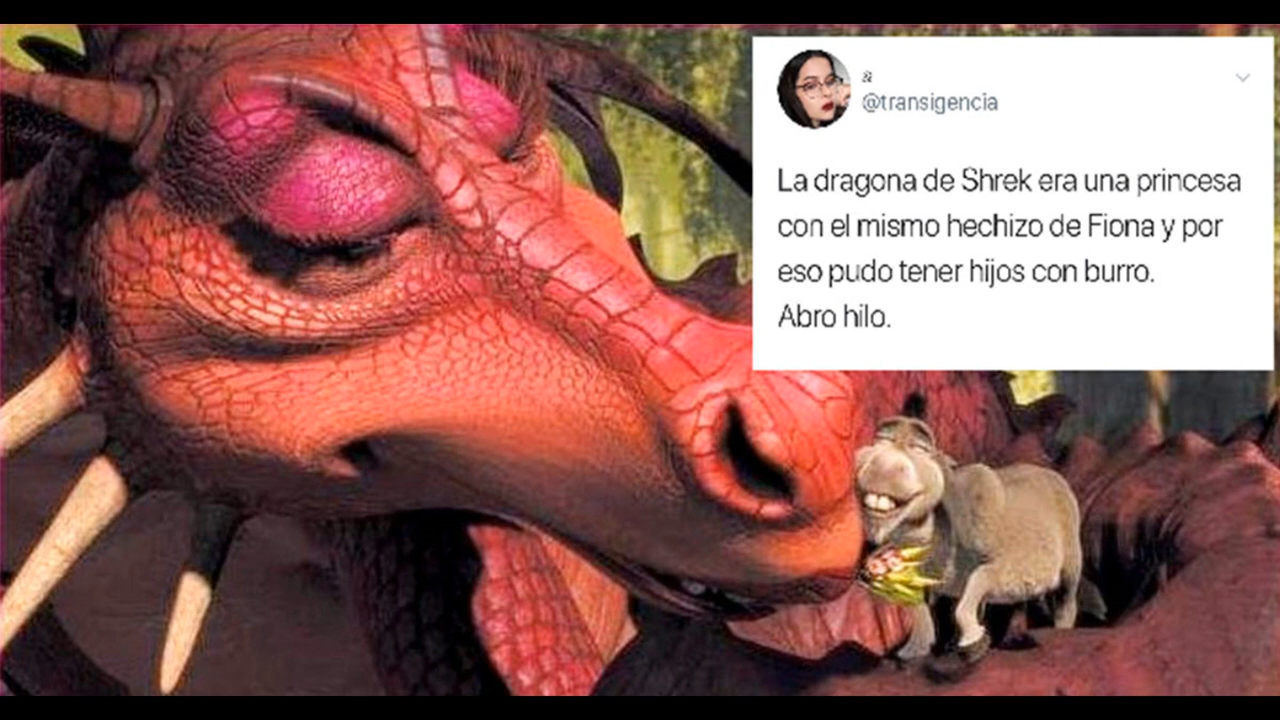 a
@transigencia
La dragona de Shrek era una princesa
con el mismo hechizo de Fiona y por
eso pudo tener hijos con burro.
Abro hilo.